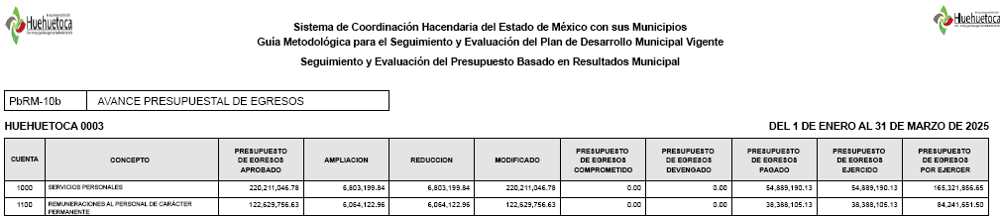 Huehuetoca
Huehuetoca
Sistema de Coordinación Hacendaria del Estado de México con sus Municipios
Guía Metodológica para el Seguimiento y Evaluación del Plan de Desarrollo Municipal Vigente
Seguimiento y Evaluación del Presupuesto Basado en Resultados Municipal
PbRM-10b AVANCE PRESUPUESTAL DE EGRESOS
HUEHUETOCA 0003 DEL 1 DE ENERO AL 31 DE MARZO DE 2025
CUENTA CONCEPTO PRESUPUESTO DE EGRESOS APROBADO AMPLIACION REDUCCION MODIFICADO PRESUPUESTO DE EGRESOS COMPROMETIDO PRESUPUESTO DE EGRESOS DEVENGADO PRESUPUESTO DE EGRESOS PAGADO PRESUPUESTO DE EGRESOS EJERCIDO PRESUPUESTO DE EGRESOS POR EJERCER
1000 SERVICIOS PERSONALES 220,211,046.78 6,803,199.84 6,803,199.84 220,211,046.78 0.00 0.00 54,889,190.13 54,889,190.13 165,321,856.65
1100 REMUNERACIONES AL PERSONAL DE CARÁCTER PERMANENTE 122,629,756.63 6,064,122.96 6,064,122.96 122,629,756.63 0.00 0.00 38,388,105.13 38,388,105.13 84,241,651.50